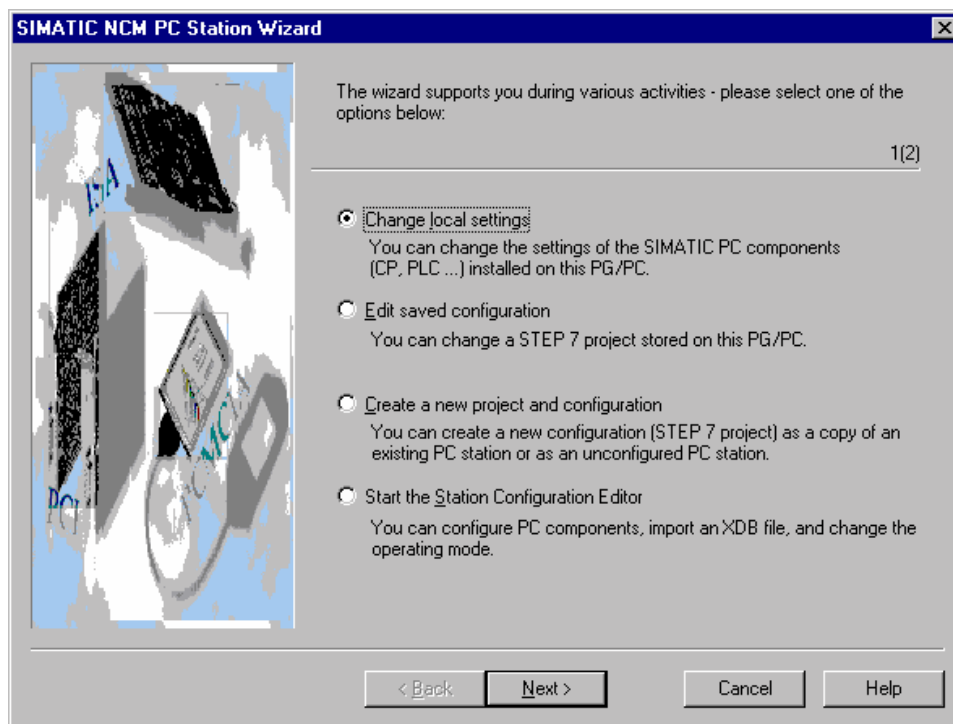 SIMATIC NCM PC Station Wizard
The wizard supports you during various activities - please select one of the
options below:
1(2)
ISA
Change local settings
You can change the settings of the SIMATIC PC components
(CP, PLC ...) installed on this PG/PC.
Edit saved configuration
You can change a STEP 7 project stored on this PG/PC.
Create a new project and configuration
You can create a new configuration (STEP 7 project) as a copy of an
existing PC station or as an unconfigured PC station.
PCI
Start the Station Configuration Editor
You can configure PC components, import an XDB file, and change the
operating mode.
< Back
Next >
Cancel
Help